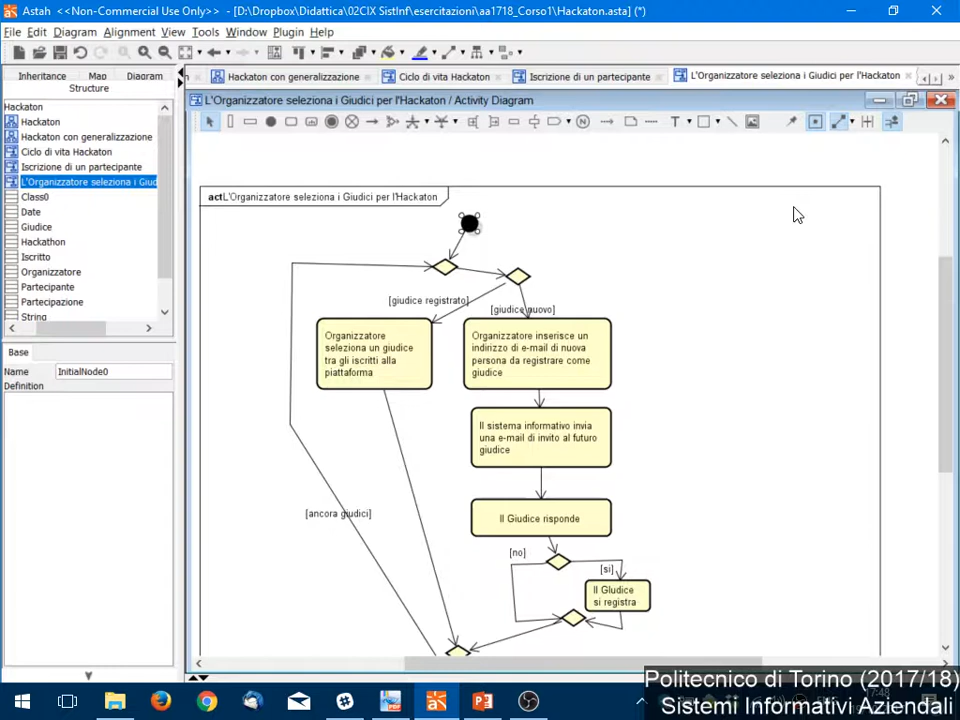 Astah <<Non-Commercial Use Only>> - [D:\Dropbox\Didattica\02CIX SistInf\esercitazioni\aa1718_Corso1\Hackaton.asta] (*)
File Edit Diagram Alignment View Tools Window Plugin Help
Inheritance Map Diagram
Structure
Hackaton con generalizzazione
Ciclo di vita Hackaton
Iscrizione di un partecipante
L'Organizzatore seleziona i Giudici per l'Hackaton
L'Organizzatore seleziona i Giudici per l'Hackaton / Activity Diagram
Hackaton
Hackaton
Hackaton con generalizzazione
Ciclo di vita Hackaton
Iscrizione di un partecipante
L'Organizzatore seleziona i Giud
Class0
Date
Giudice
Hackathon
Iscritto
Organizzatore
Partecipante
Partecipazione
String
Base
Name InitialNode0
Definition
T
N
act L'Organizzatore seleziona i Giudici per l'Hackaton
[giudice registrato]
[giudice nuovo]
Organizzatore
seleziona un giudice
tra gli iscritti alla
piattaforma
Organizzatore inserisce un
indirizzo di e-mail di nuova
persona da registrare come
giudice
Il sistema informativo invia
una e-mail di invito al futuro
giudice
[ancora giudici]
Il Giudice risponde
[no]
[si]
Il GIudice
si registra
Politecnico di Torino (2017/18)
17:48
Sistemi Informativi Aziendali